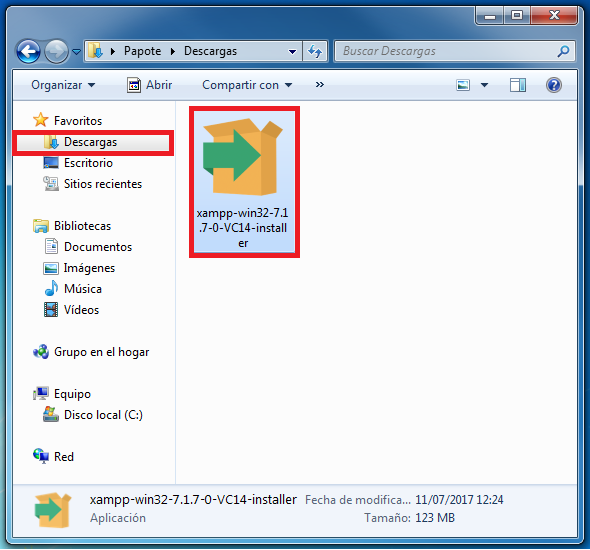 Papote
Descargas
Buscar Descargas
Organizar
Abrir
Compartir con
»
Favoritos
Descargas
Escritorio
Sitios recientes
Bibliotecas
Documentos
Imágenes
Música
Vídeos
Grupo en el hogar
Equipo
Disco local (C:)
Red
xampp-win32-7.1
.7-0-VC14-install
er
xampp-win32-7.1.7-0-VC14-installer
Fecha de modifica... 11/07/2017 12:24
Aplicación
Tamaño: 123 MB